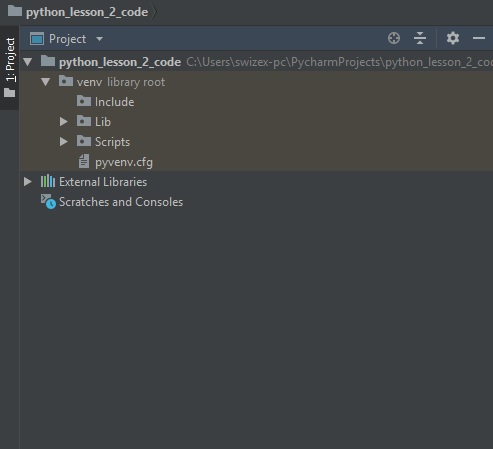 python_lesson_2_code
1: Project
Project
python_lesson_2_code C:\Users\swizex-pc\PycharmProjects\python_lesson_2_cod
venv library root
Include
Lib
Scripts
pyvenv.cfg
External Libraries
Scratches and Consoles